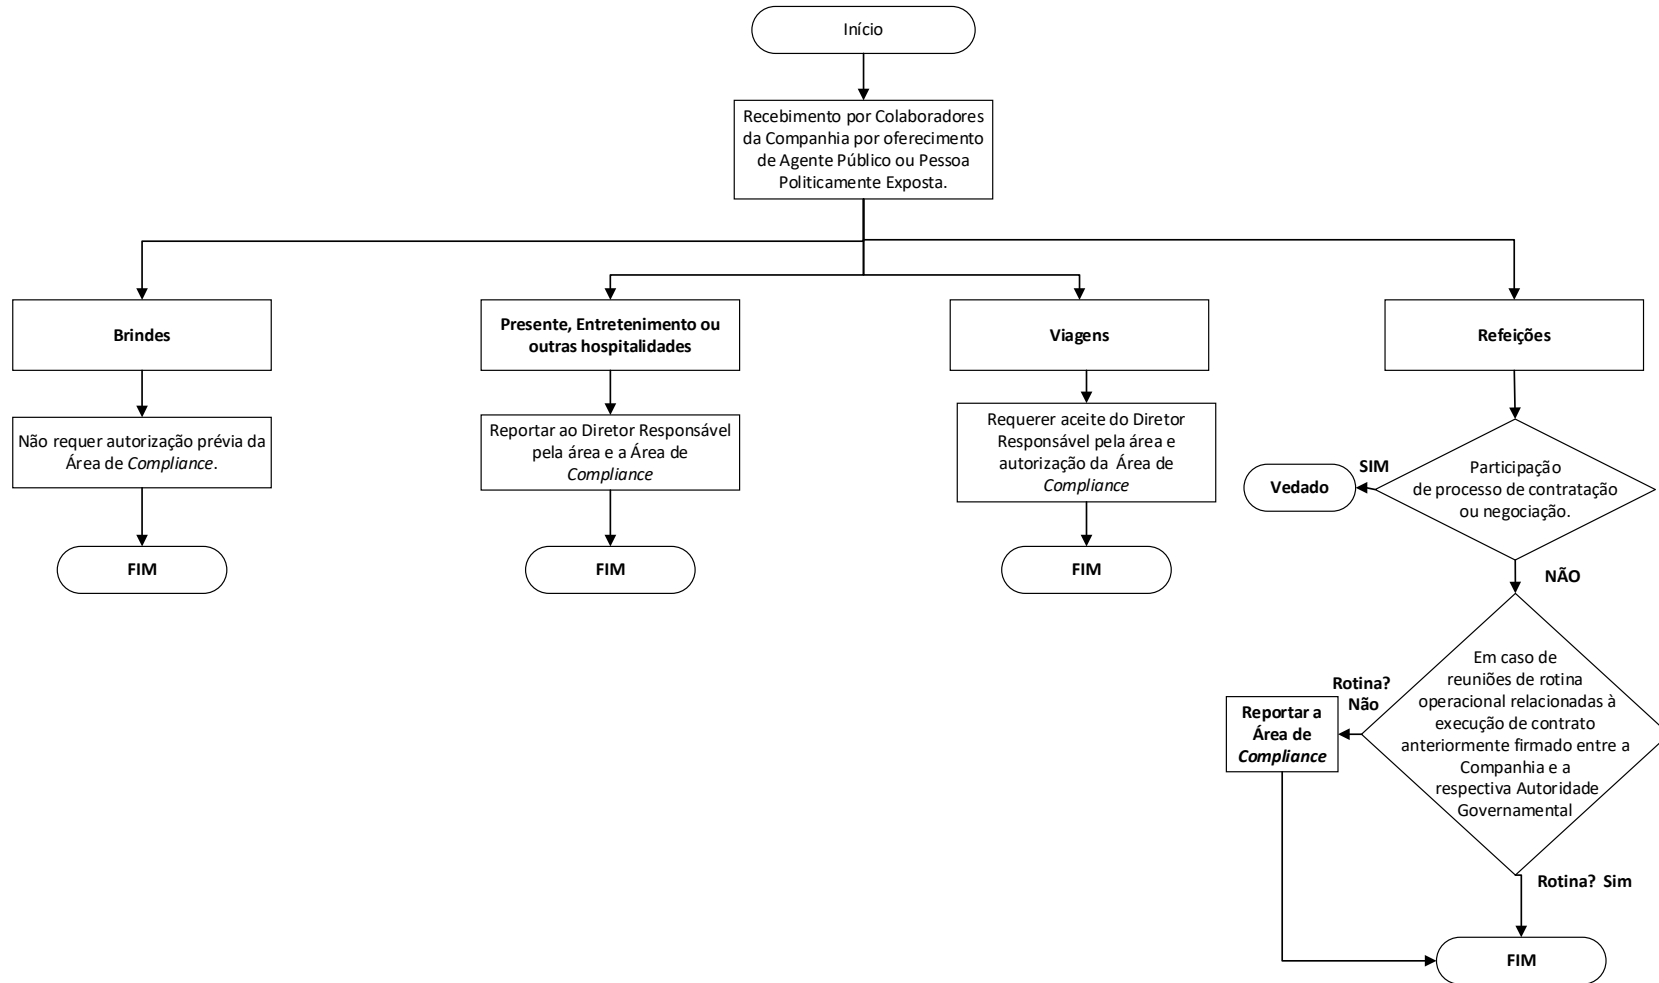 Início
Recebimento por Colaboradores
da Companhia por oferecimento
de Agente Público ou Pessoa
Politicamente Exposta.
Brindes
Presente, Entretenimento ou
outras hospitalidades
Viagens
Refeições
Não requer autorização prévia da
Área de Compliance.
Reportar ao Diretor Responsável
pela área e a Área de
Compliance
Requerer aceite do Diretor
Responsável pela área e
autorização da Área de
Compliance
Participação
de processo de contratação
ou negociação.
SIM
Vedado
FIM
FIM
FIM
NÃO
Em caso de
reuniões de rotina
operacional relacionadas à
execução de contrato
anteriormente firmado entre a
Companhia e a
respectiva Autoridade
Governamental
Rotina?
Não
Reportar a
Área de
Compliance
Rotina? Sim
FIM